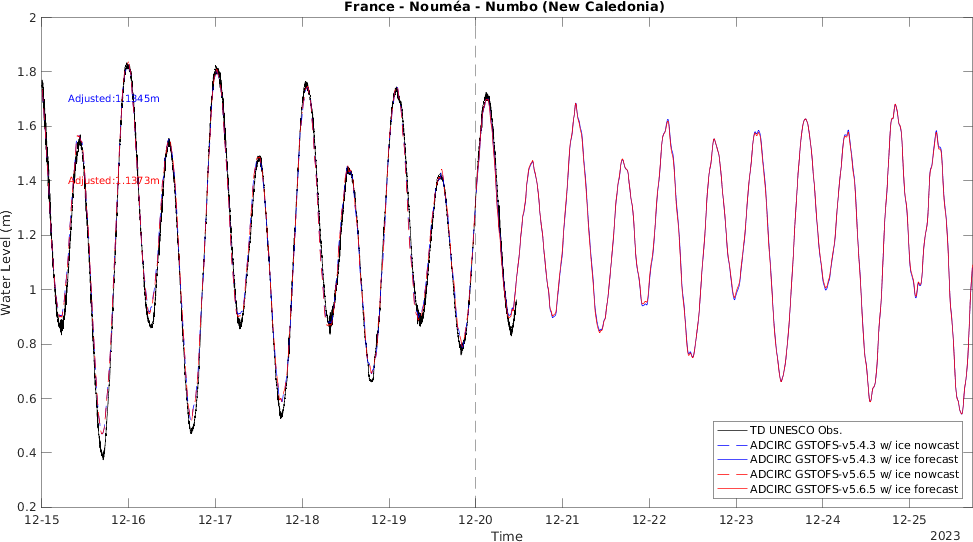 France - Nouméa - Numbo (New Caledonia)
2
1.8
1.6
1.4
1.2
1
0.8
0.6
0.4
0.2
Water Level (m)
Adjusted:1.1345m
Adjusted:1.1373m
TD UNESCO Obs.
ADCIRC GSTOFS-v5.4.3 w/ ice nowcast
ADCIRC GSTOFS-v5.4.3 w/ ice forecast
ADCIRC GSTOFS-v5.6.5 w/ ice nowcast
ADCIRC GSTOFS-v5.6.5 w/ ice forecast
12-15 12-16 12-17 12-18 12-19 12-20 12-21 12-22 12-23 12-24 12-25
Time
2023